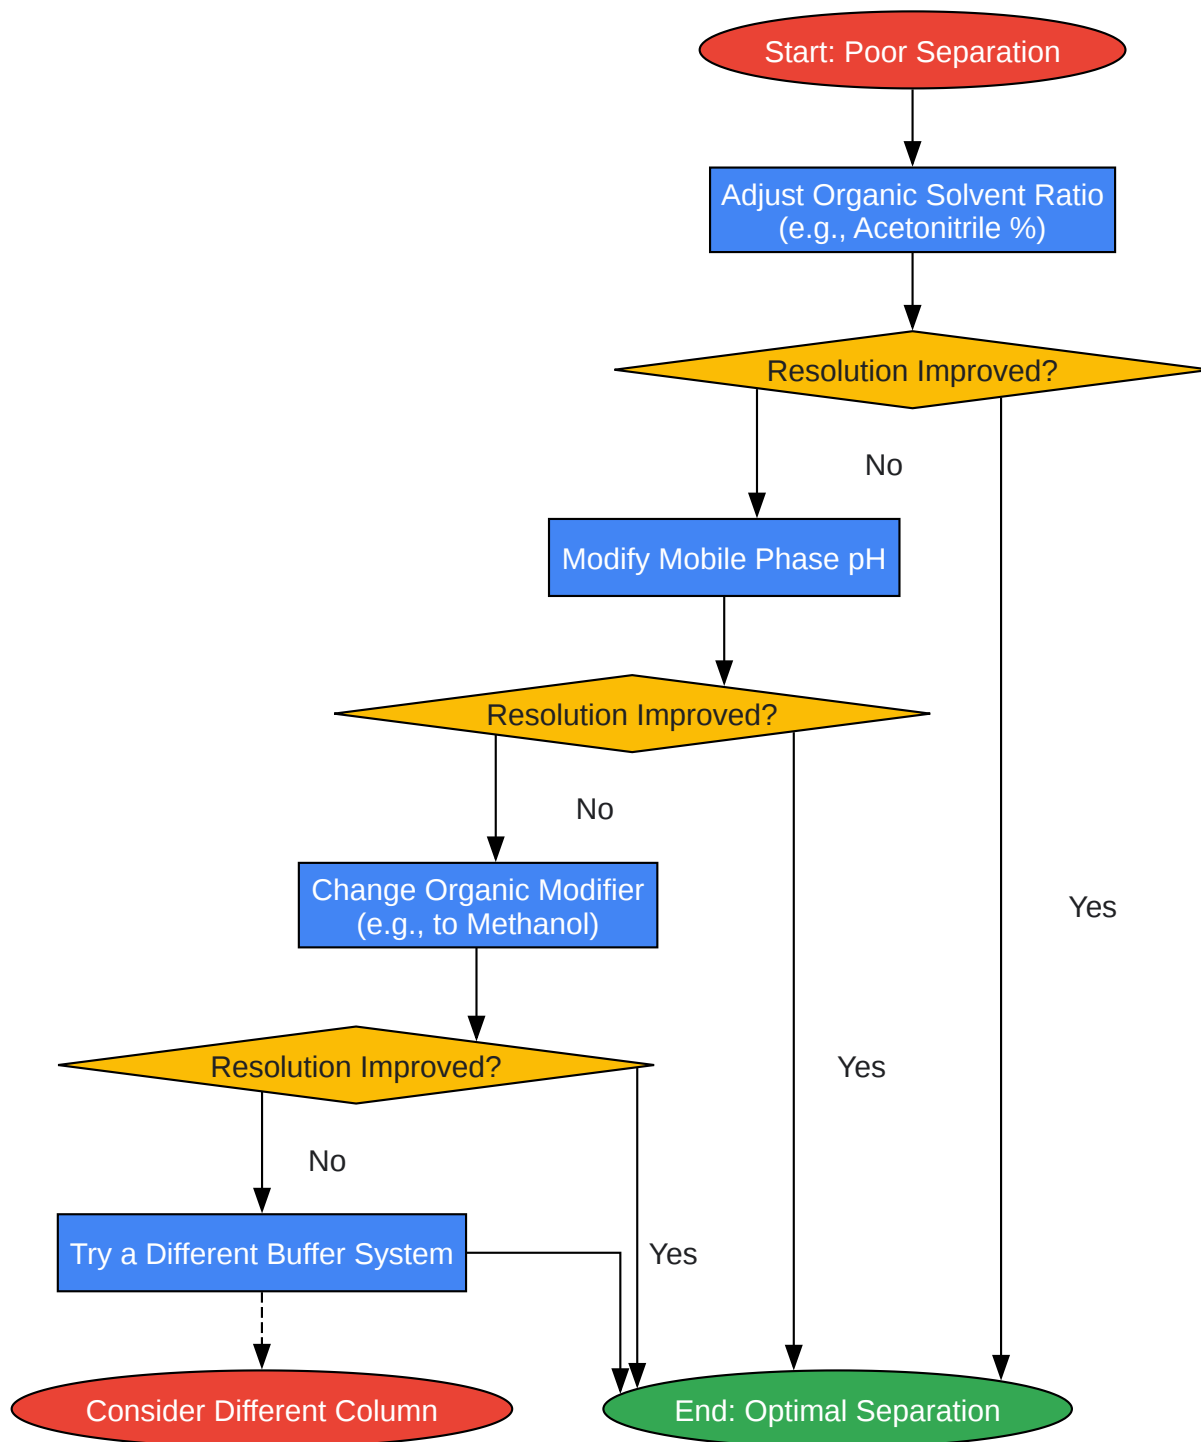 Start: Poor Separation
Adjust Organic Solvent Ratio
(e.g., Acetonitrile %)
Resolution Improved?
No
Modify Mobile Phase pH
Resolution Improved?
No
Change Organic Modifier
(e.g., to Methanol)
Yes
Resolution Improved?
Yes
No
Try a Different Buffer System
Yes
Consider Different Column
End: Optimal Separation